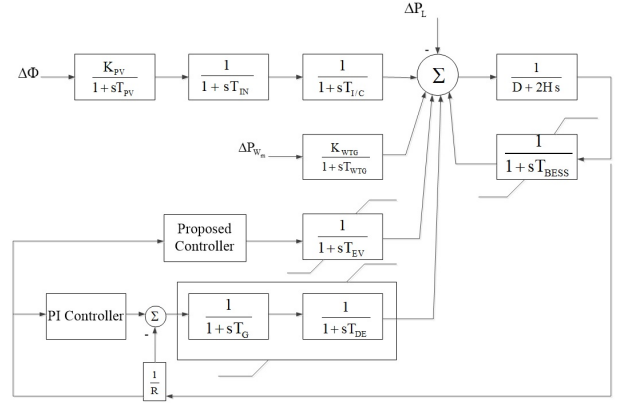 ΔP_L
-
ΔΦ
K_PV
1+sT_PV
1
1 + sT_IN
1
1+sT_I/C
Σ
1
D + 2H s
ΔP_Wm
K_WTG
1+sT_WTG
1
1+sT_BESS
Proposed
Controller
1
1+sT_EV
PI Controller
Σ
-
1
1+sT_G
1
1+sT_DE
1
R